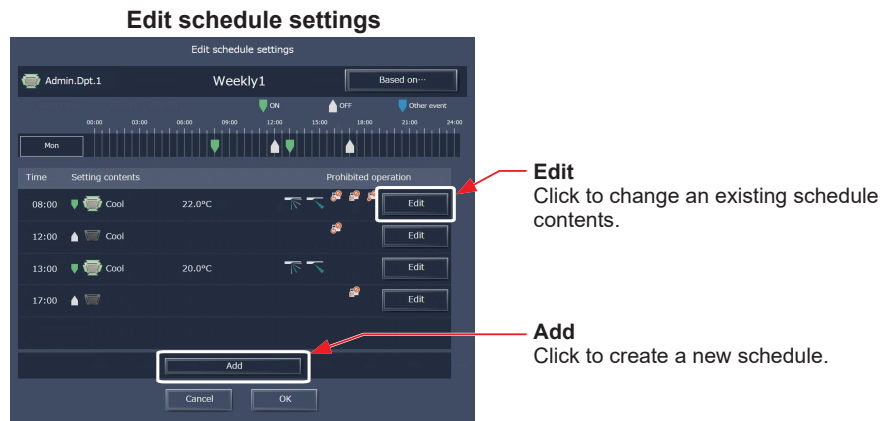 Edit schedule settings
Edit schedule settings
Admin.Dpt.1 Weekly1 Based on···
ON OFF Other event
00:00 03:00 06:00 09:00 12:00 15:00 18:00 21:00 24:00
Mon
Time Setting contents Prohibited operation
08:00 Cool 22.0°C Edit
12:00 Cool Edit
13:00 Cool 20.0°C Edit
17:00 Edit
Add
Cancel OK
Edit
Click to change an existing schedule
contents.
Add
Click to create a new schedule.